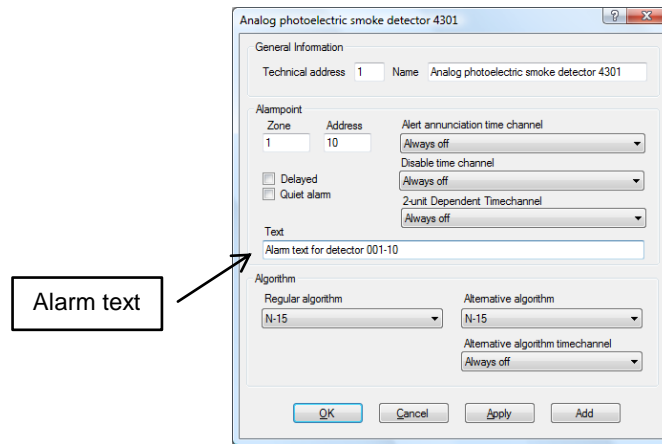 Analog photoelectric smoke detector 4301
General Information
Technical address 1 Name Analog photoelectric smoke detector 4301
Alarmpoint
Zone Address Alert annunciation time channel
1 10 Always off
Disable time channel
Delayed Always off
Quiet alarm
2-unit Dependent Timechannel
Always off
Text
Alarm text for detector 001-10
Alarm text
Algorithm
Regular algorithm Alternative algorithm
N-15 N-15
Alternative algorithm timechannel
Always off
OK Cancel Apply Add